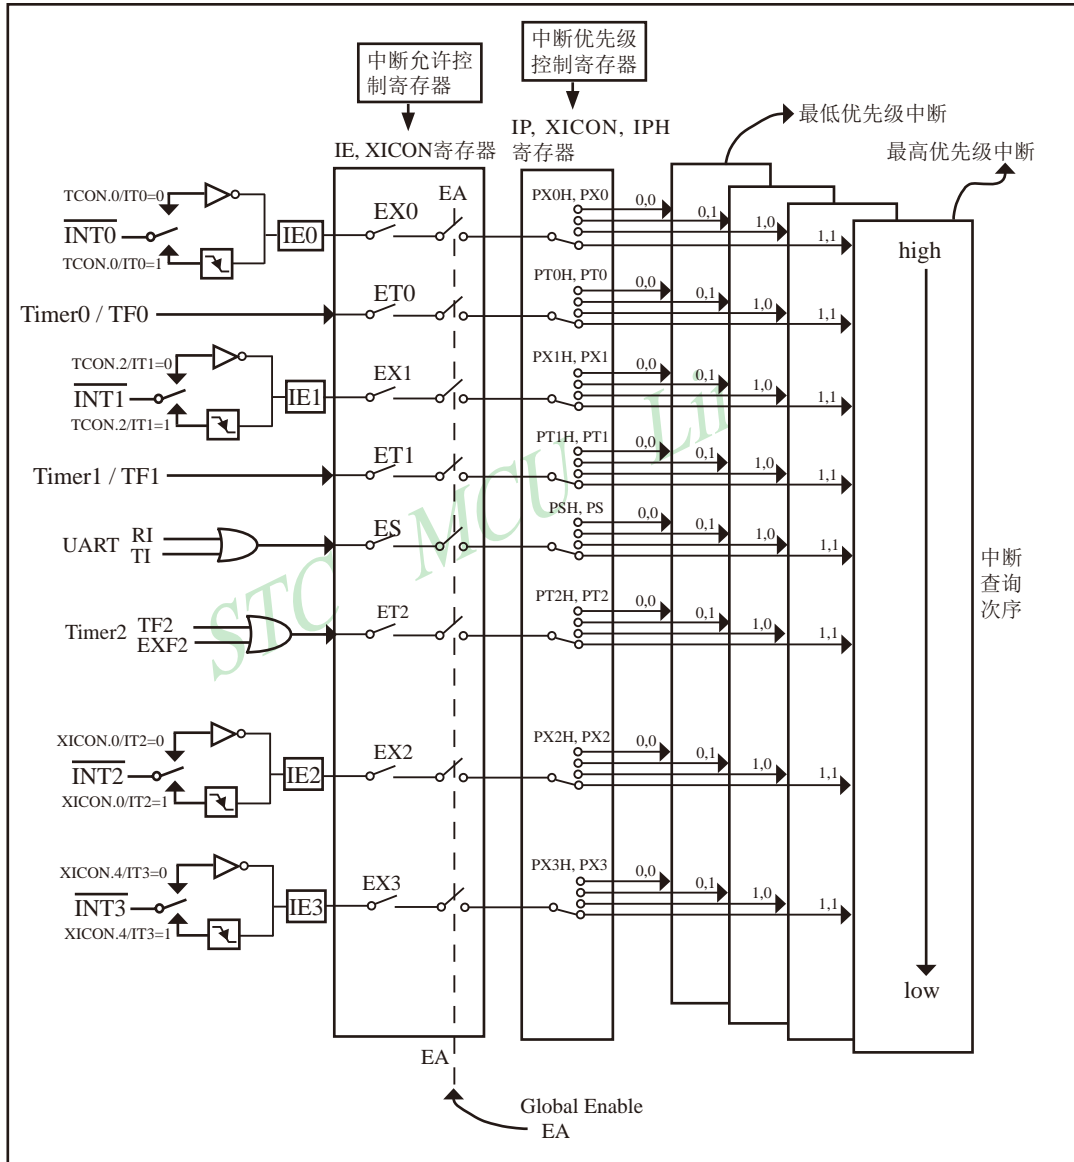 中断允许控
制寄存器
中断优先级
控制寄存器
IE, XICON寄存器
IP, XICON, IPH
寄存器
最低优先级中断
最高优先级中断
EA
TCON.0/IT0=0
INT0
TCON.0/IT0=1
IE0
EX0
PX0H, PX0
0,0
0,1
1,0
1,1
high
Timer0 / TF0
ET0
PT0H, PT0
0,0
0,1
1,0
1,1
TCON.2/IT1=0
INT1
TCON.2/IT1=1
IE1
EX1
PX1H, PX1
0,0
0,1
1,0
1,1
Timer1 / TF1
ET1
PT1H, PT1
0,0
0,1
1,0
1,1
UART
RI
TI
ES
PSH, PS
0,0
0,1
1,0
1,1
中断
查询
次序
Timer2
TF2
EXF2
ET2
PT2H, PT2
0,0
0,1
1,0
1,1
XICON.0/IT2=0
INT2
XICON.0/IT2=1
IE2
EX2
PX2H, PX2
0,0
0,1
1,0
1,1
XICON.4/IT3=0
INT3
XICON.4/IT3=1
IE3
EX3
PX3H, PX3
0,0
0,1
1,0
1,1
low
EA
Global Enable
EA
STC MCU